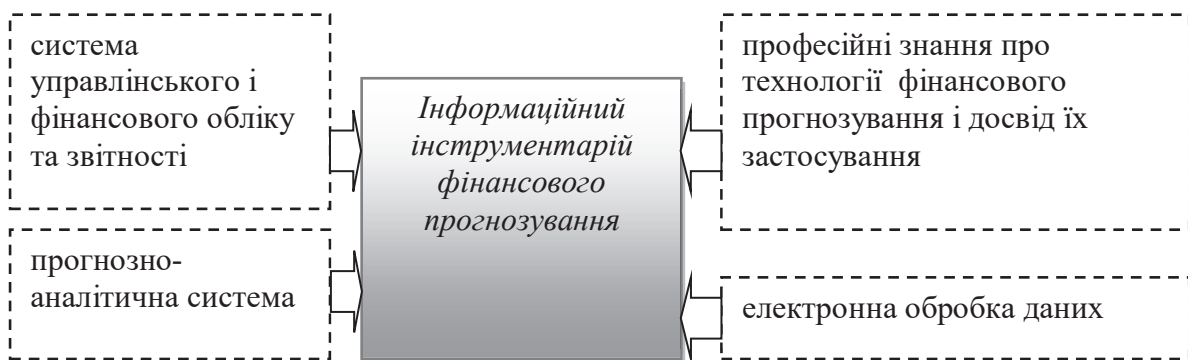 система
управлінського і
фінансового обліку
та звітності
прогнозно-
аналітична система
Інформаційний
інструментарій
фінансового
прогнозування
професійні знання про
технології фінансового
прогнозування і досвід їх
застосування
електронна обробка даних